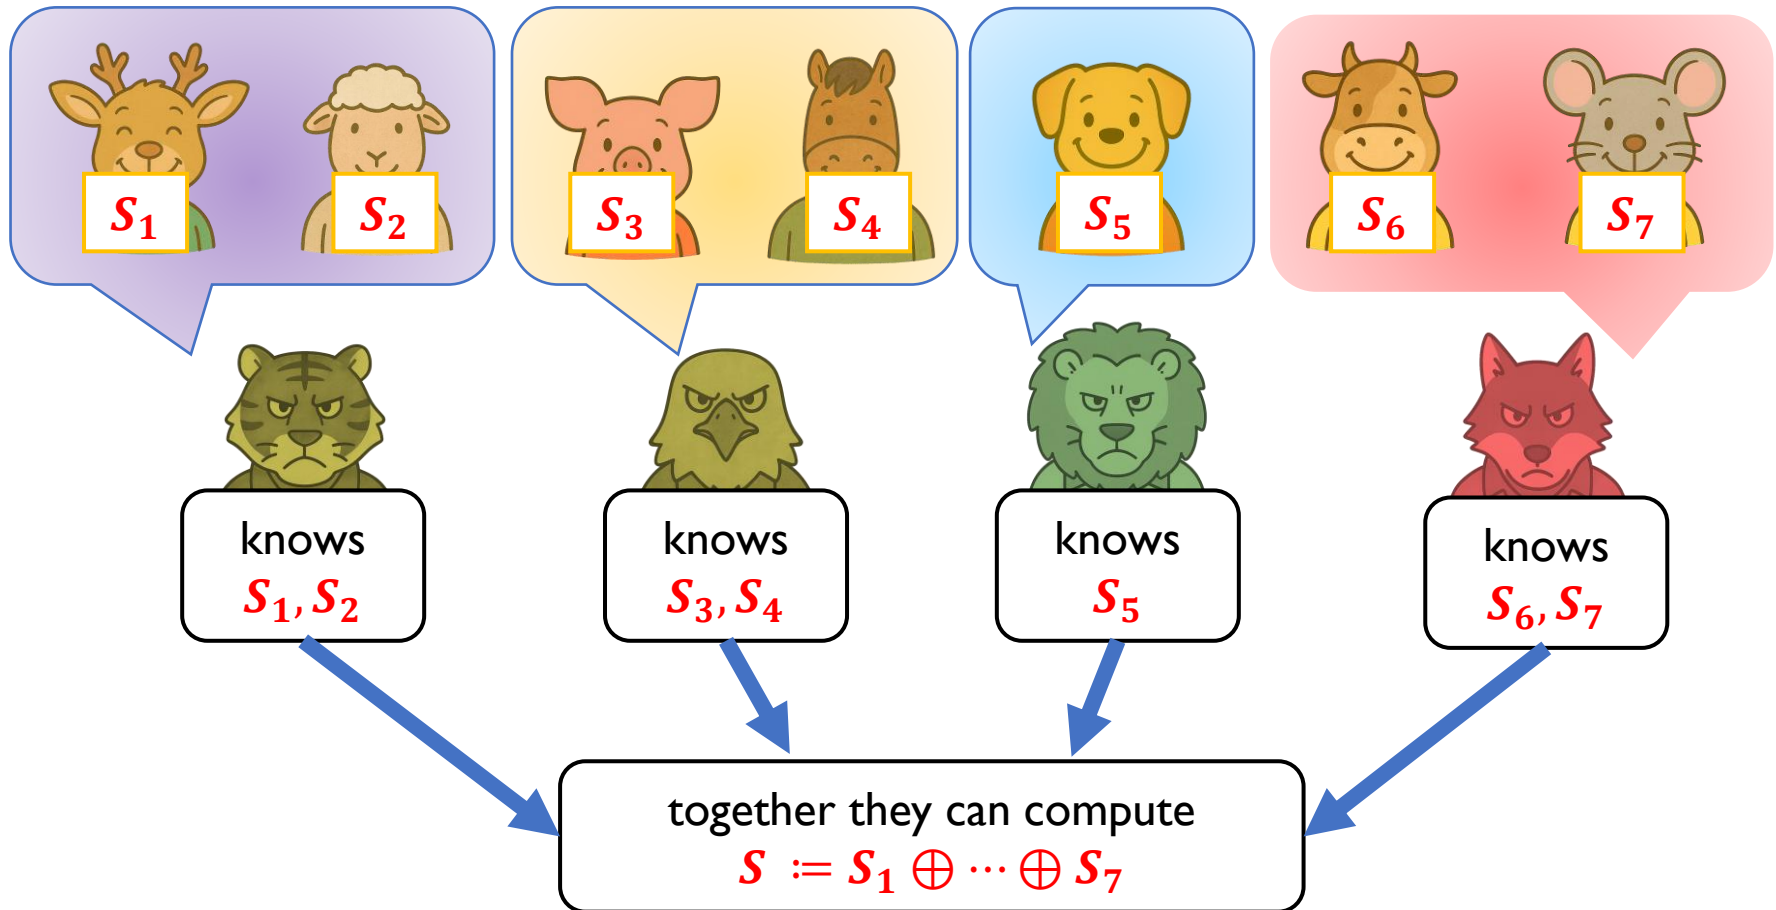 S₁
S₂
S₃
S₄
S₅
S₆
S₇
knows
S₁, S₂
knows
S₃, S₄
knows
S₅
knows
S₆, S₇
together they can compute
S := S₁ ⊕ ⋯ ⊕ S₇